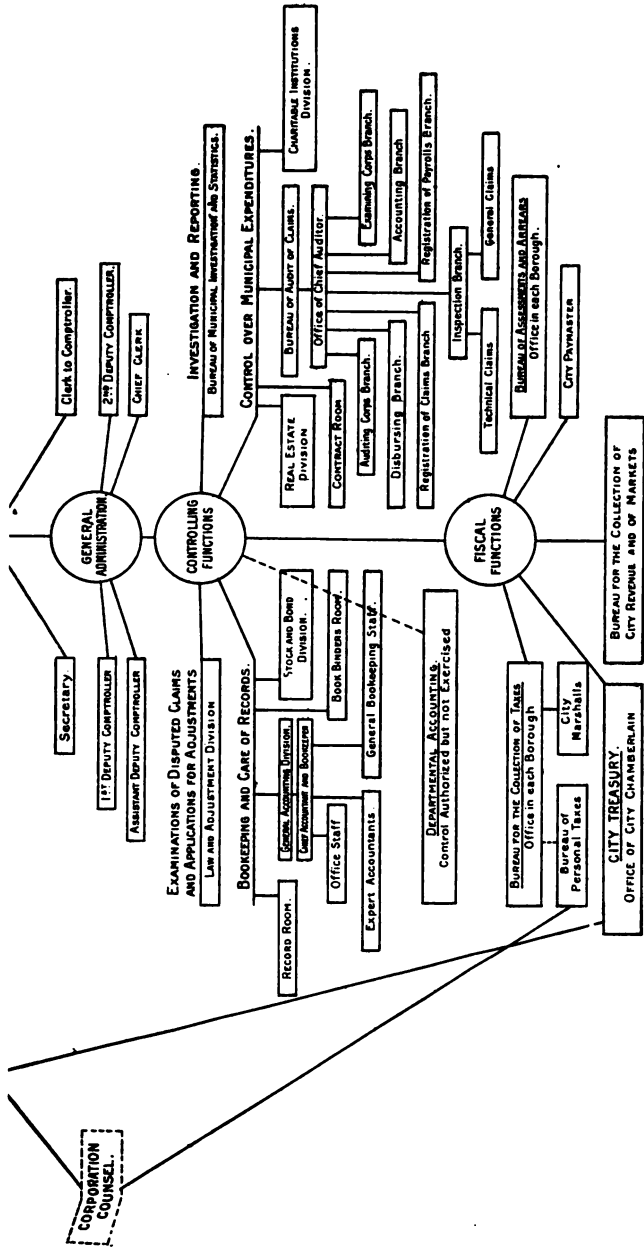 Secretary.
Clerk to Comptroller.
1ST DEPUTY COMPTROLLER
GENERAL
ADMINISTRATION
2ND DEPUTY COMPTROLLER.
ASSISTANT DEPUTY COMPTROLLER
CHIEF CLERK
CORPORATION
COUNSEL.
EXAMINATIONS OF DISPUTED CLAIMS
AND APPLICATIONS FOR ADJUSTMENTS
LAW AND ADJUSTMENT DIVISION
CONTROLLING
FUNCTIONS
INVESTIGATION AND REPORTING.
BUREAU OF MUNICIPAL INVESTIGATION AND STATISTICS.
BOOKKEEPING AND CARE OF RECORDS.
CONTROL OVER MUNICIPAL EXPENDITURES.
RECORD ROOM.
GENERAL ACCOUNTING DIVISION.
CHIEF ACCOUNTANT AND BOOKKEEPER
STOCK AND BOND
DIVISION.
Office Staff
BOOK BINDERS ROOM.
Expert Accountants.
General Bookkeeping Staff.
REAL ESTATE
DIVISION
CONTRACT ROOM
BUREAU OF AUDIT OF CLAIMS.
Office of Chief Auditor.
CHARITABLE INSTITUTIONS
DIVISION.
Auditing Corps Branch.
Examining Corps Branch.
Disbursing Branch.
Accounting Branch
Registration of Claims Branch
Registration of Payrolls Branch.
Inspection Branch.
Technical Claims
General Claims
DEPARTMENTAL ACCOUNTING.
Control Authorized but not Exercised
FISCAL
FUNCTIONS
BUREAU FOR THE COLLECTION OF TAXES
Office in each Borough
BUREAU OF ASSESSMENTS AND ARREARS
Office in each Borough.
Bureau of
Personal Taxes
City
Marshalls
CITY PAYMASTER
CITY TREASURY.
OFFICE OF CITY CHAMBERLAIN
BUREAU FOR THE COLLECTION OF
CITY REVENUE AND OF MARKETS